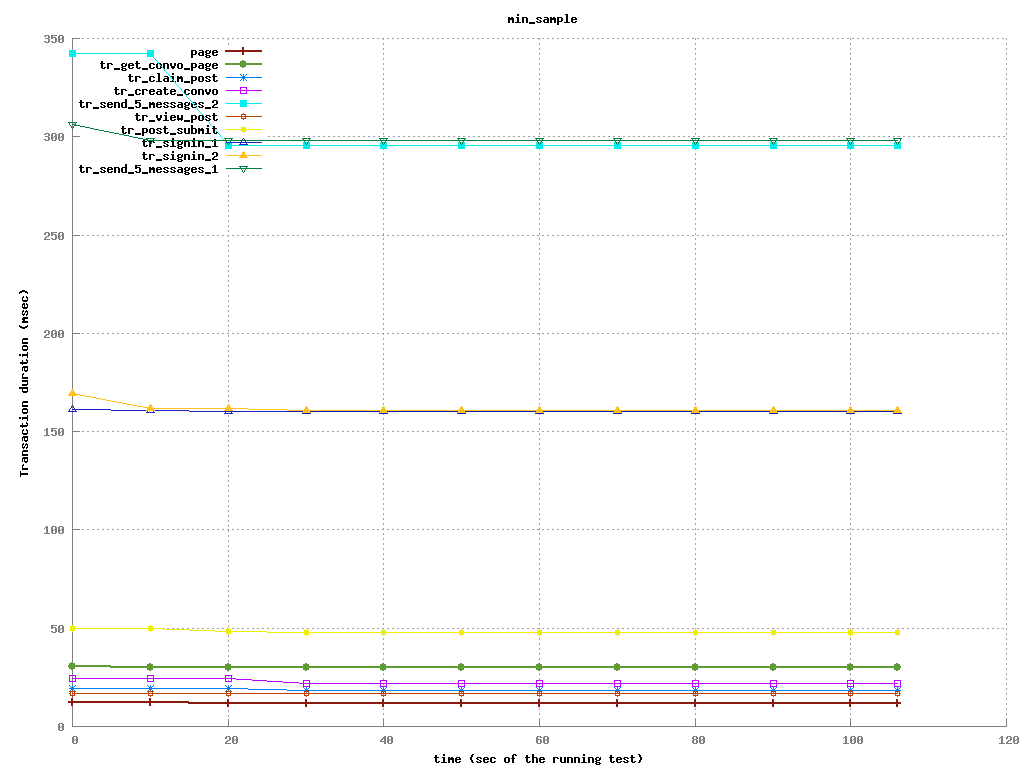 min_sample
350
300
250
200
150
100
50
0
Transaction duration (msec)
page
tr_get_convo_page
tr_claim_post
tr_create_convo
tr_send_5_messages_2
tr_view_post
tr_post_submit
tr_signin_1
tr_signin_2
tr_send_5_messages_1
0 20 40 60 80 100 120
time (sec of the running test)